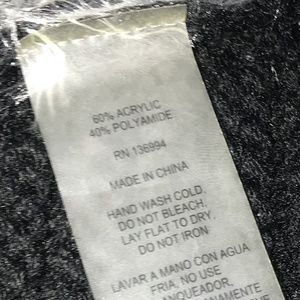 60% ACRYLIC
40% POLYAMIDE
RN 136994
MADE IN CHINA
HAND WASH COLD.
DO NOT BLEACH.
LAY FLAT TO DRY.
DO NOT IRON
LAVAR A MANO CON AGUA
FRIA. NO USE